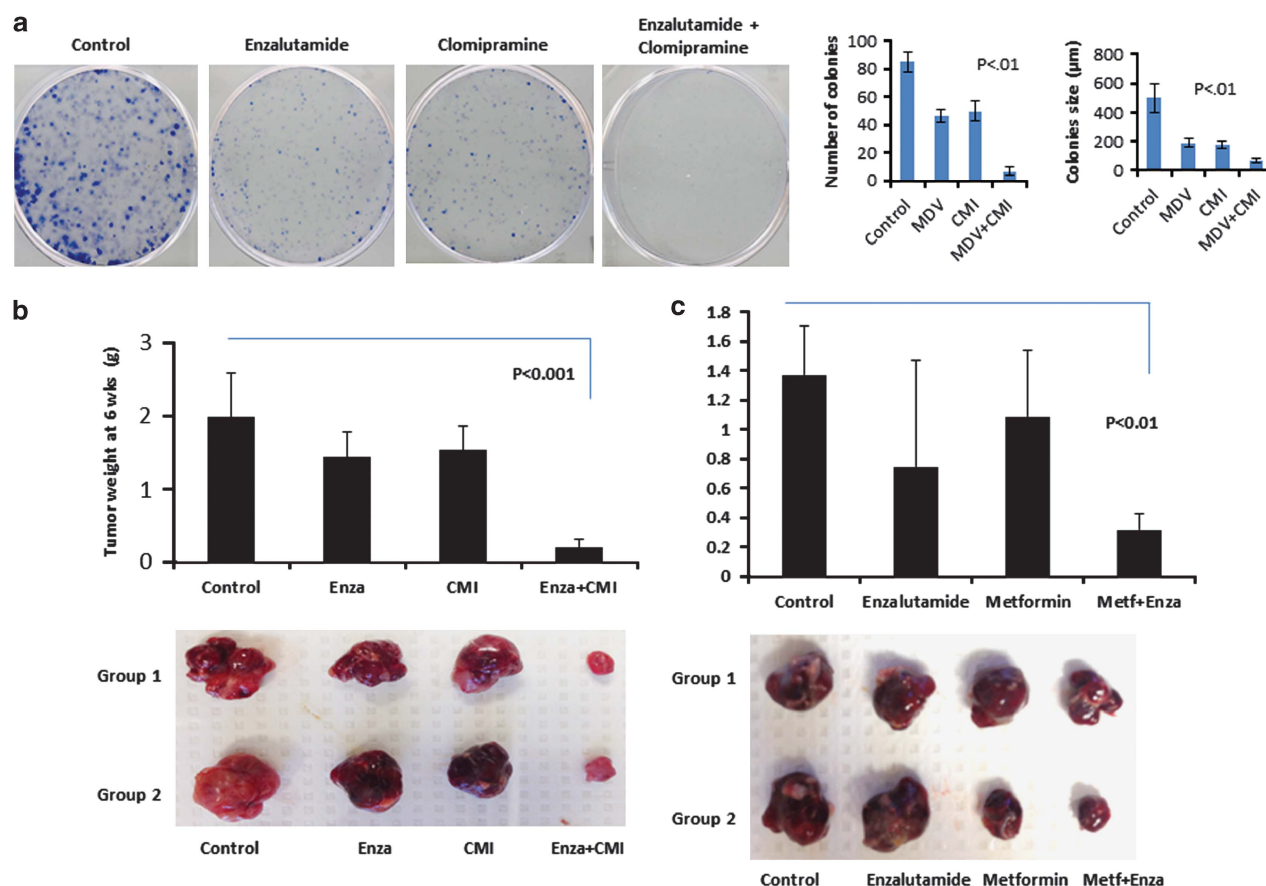 a
Control
Enzalutamide
Clomipramine
Enzalutamide +
Clomipramine
Number of colonies
100
80
60
40
20
0
P<.01
Control
MDV
CMI
MDV+CMI
Colonies size (µm)
800
600
400
200
0
P<.01
Control
MDV
CMI
MDV+CMI
b
Tumor weight at 6 wks (g)
3
2
1
0
P<0.001
Control
Enza
CMI
Enza+CMI
Group 1
Group 2
Control
Enza
CMI
Enza+CMI
c
1.8
1.6
1.4
1.2
1
0.8
0.6
0.4
0.2
0
P<0.01
Control
Enzalutamide
Metformin
Metf+Enza
Group 1
Group 2
Control
Enzalutamide
Metformin
Metf+Enza